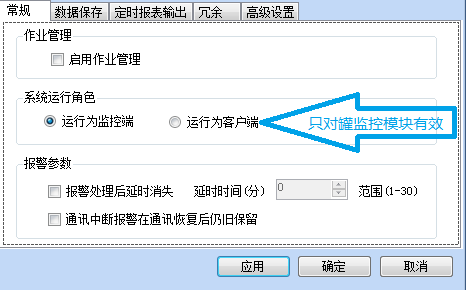 常规 数据保存 定时报表输出 冗余 高级设置
作业管理
启用作业管理
系统运行角色
运行为监控端 运行为客户端 只对罐监控模块有效
报警参数
报警处理后延时消失 延时时间(分) 0 范围(1-30)
通讯中断报警在通讯恢复后仍旧保留
应用 确定 取消